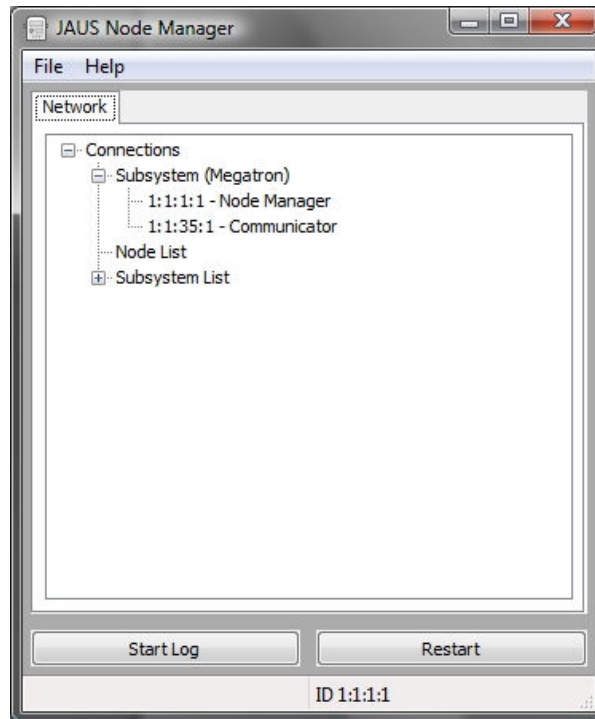 JAUS Node Manager
File Help
Network
Connections
Subsystem (Megatron)
1:1:1:1 - Node Manager
1:1:35:1 - Communicator
Node List
Subsystem List
Start Log Restart
ID 1:1:1:1